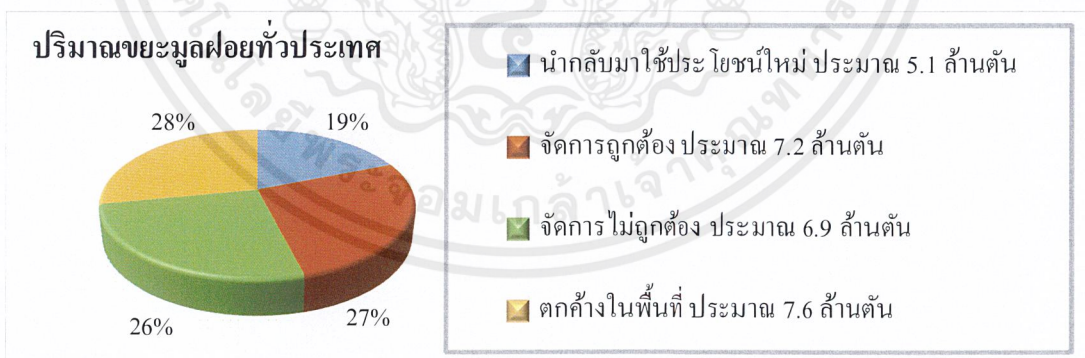 ปริมาณขยะมูลฝอยทั่วประเทศ
28%
19%
26%
27%
นำกลับมาใช้ประโยชน์ใหม่ ประมาณ 5.1 ล้านตัน
จัดการถูกต้อง ประมาณ 7.2 ล้านตัน
จัดการไม่ถูกต้อง ประมาณ 6.9 ล้านตัน
ตกค้างในพื้นที่ ประมาณ 7.6 ล้านตัน